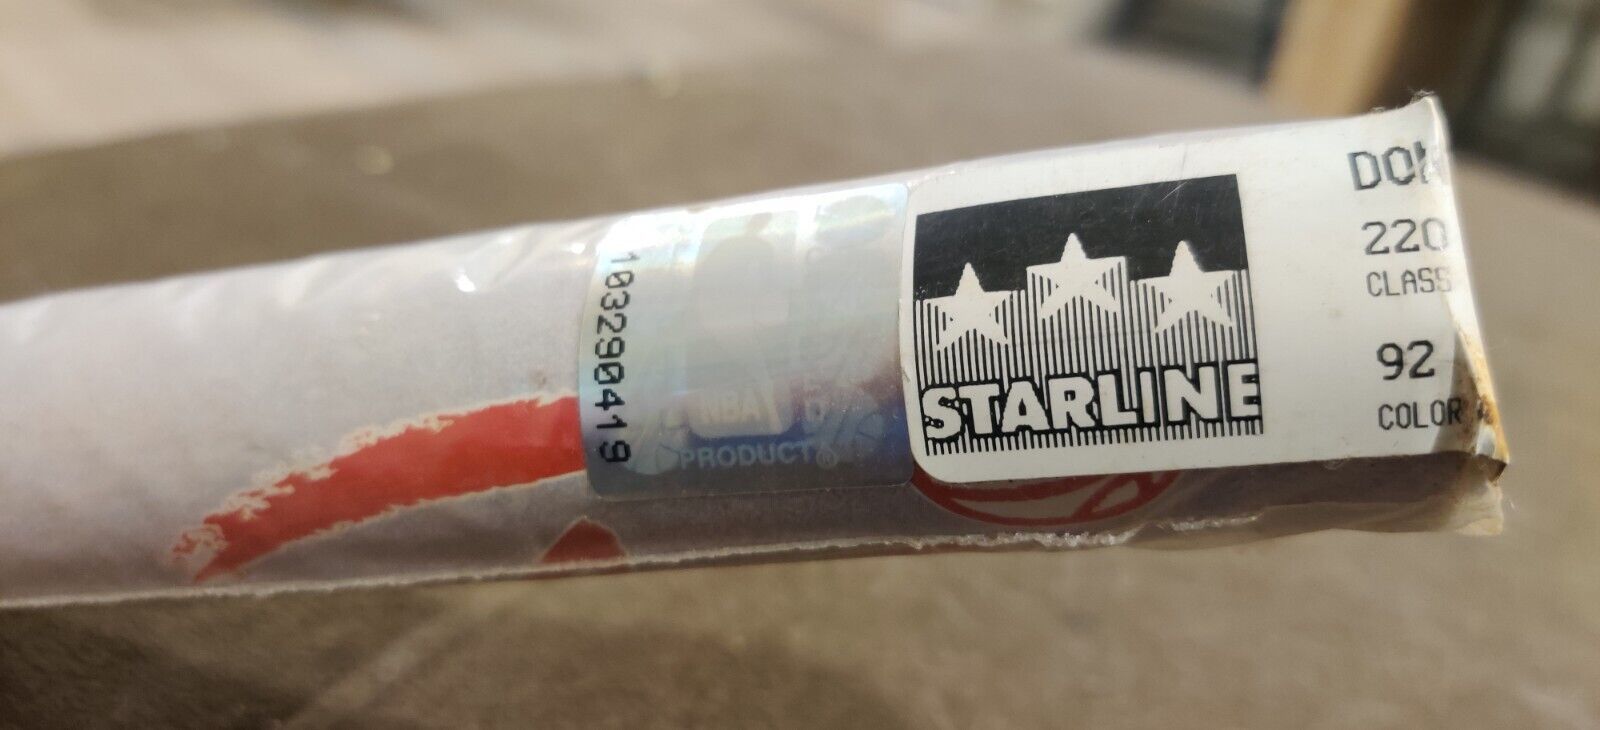 1032904419
NBA
PRODUCT®
STARLINE
220
CLASS
92
COLOR